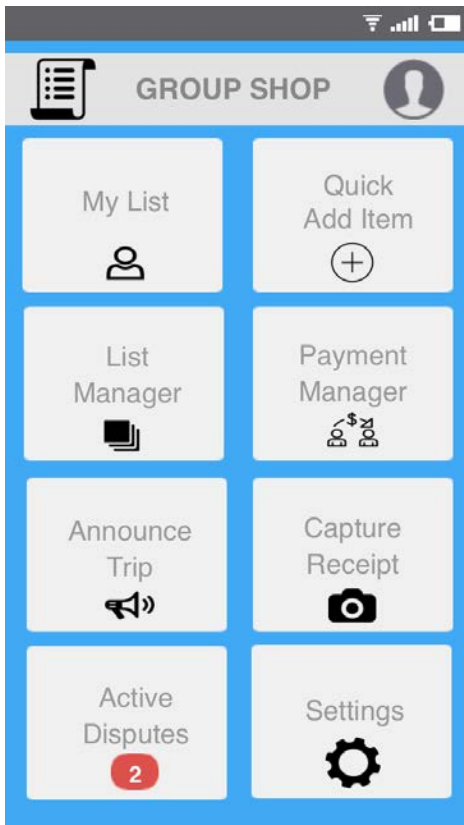 GROUP SHOP
My List
Quick
Add Item
List
Manager
Payment
Manager
$
Announce
Trip
Capture
Receipt
Active
Disputes
2
Settings